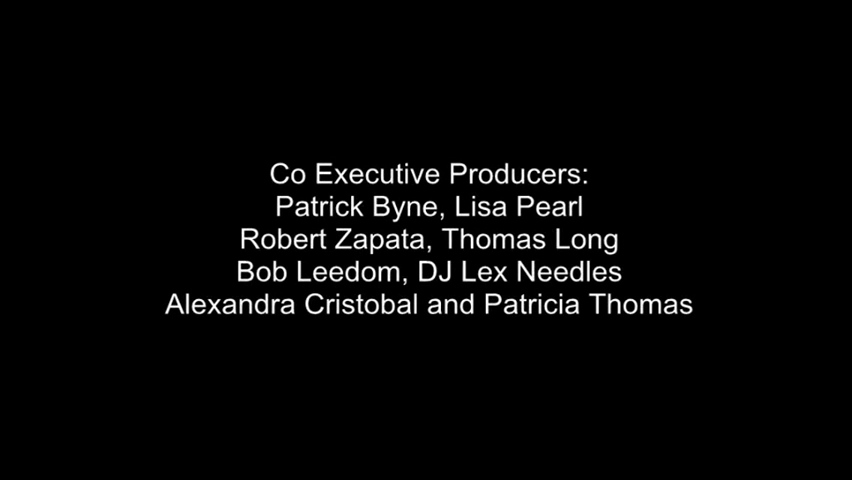 Co Executive Producers:
Patrick Byne, Lisa Pearl
Robert Zapata, Thomas Long
Bob Leedom, DJ Lex Needles
Alexandra Cristobal and Patricia Thomas